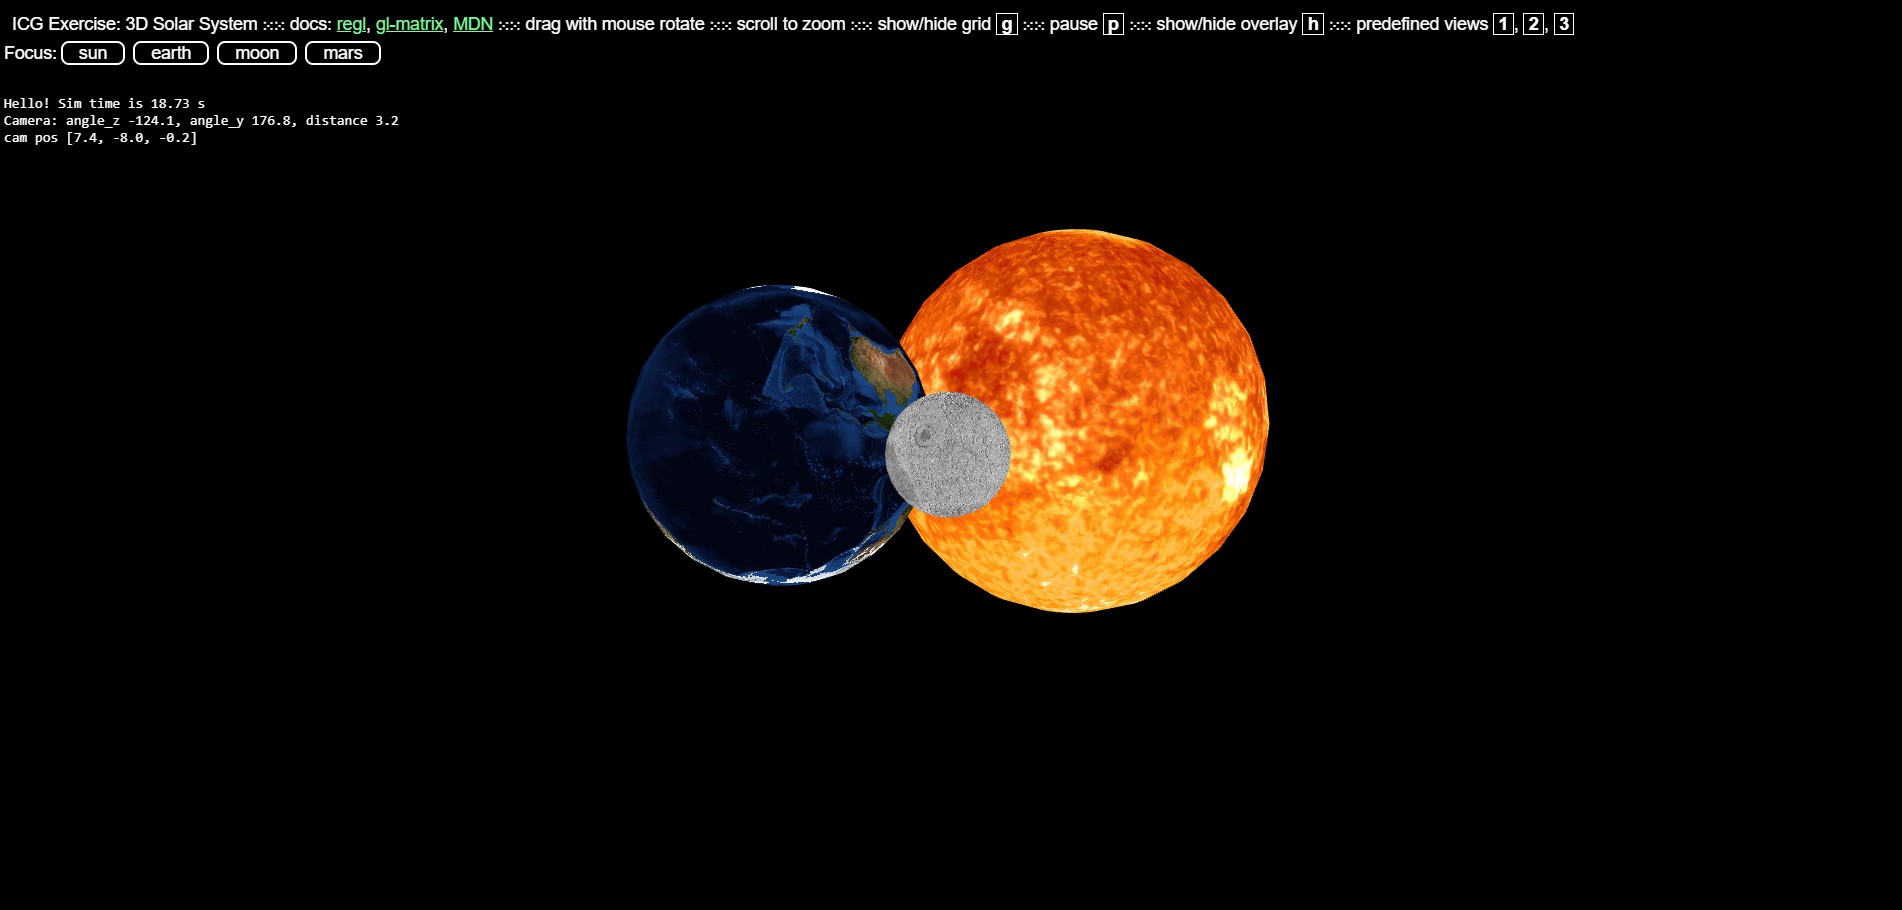 ICG Exercise: 3D Solar System :·:·: docs: regl, gl-matrix, MDN :·:·: drag with mouse rotate :·:·: scroll to zoom :·:·: show/hide grid g :·:·: pause p :·:·: show/hide overlay h :·:·: predefined views 1, 2, 3
Focus: sun earth moon mars
Hello! Sim time is 18.73 s
Camera: angle_z -124.1, angle_y 176.8, distance 3.2
cam pos [7.4, -8.0, -0.2]